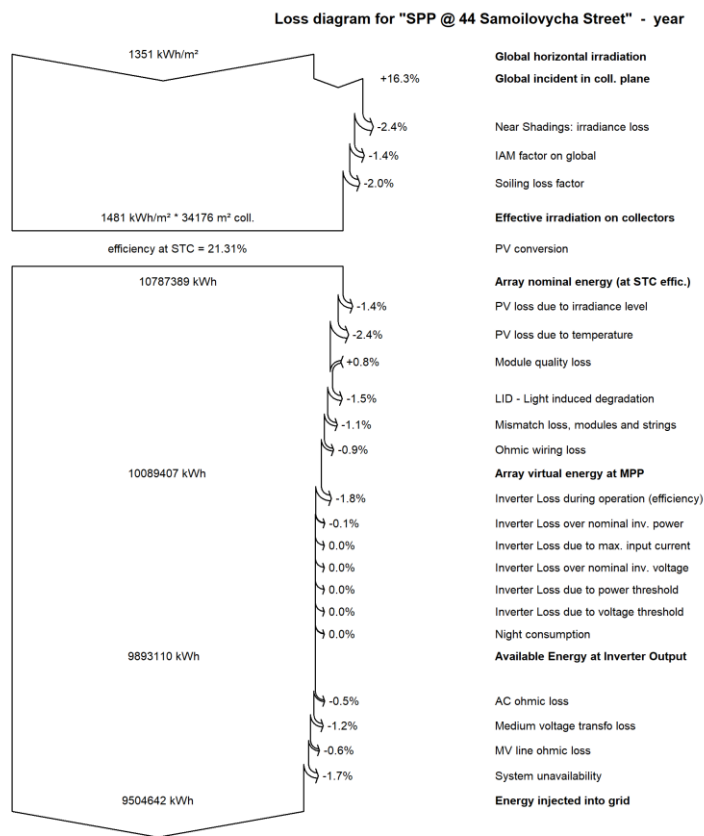 Loss diagram for "SPP @ 44 Samoilovycha Street" - year
1351 kWh/m² Global horizontal irradiation
+16.3% Global incident in coll. plane
-2.4% Near Shadings: irradiance loss
-1.4% IAM factor on global
-2.0% Soiling loss factor
1481 kWh/m² * 34176 m² coll. Effective irradiation on collectors
efficiency at STC = 21.31% PV conversion
10787389 kWh Array nominal energy (at STC effic.)
-1.4% PV loss due to irradiance level
-2.4% PV loss due to temperature
+0.8% Module quality loss
-1.5% LID - Light induced degradation
-1.1% Mismatch loss, modules and strings
-0.9% Ohmic wiring loss
10089407 kWh Array virtual energy at MPP
-1.8% Inverter Loss during operation (efficiency)
-0.1% Inverter Loss over nominal inv. power
0.0% Inverter Loss due to max. input current
0.0% Inverter Loss over nominal inv. voltage
0.0% Inverter Loss due to power threshold
0.0% Inverter Loss due to voltage threshold
0.0% Night consumption
9893110 kWh Available Energy at Inverter Output
-0.5% AC ohmic loss
-1.2% Medium voltage transfo loss
-0.6% MV line ohmic loss
-1.7% System unavailability
9504642 kWh Energy injected into grid